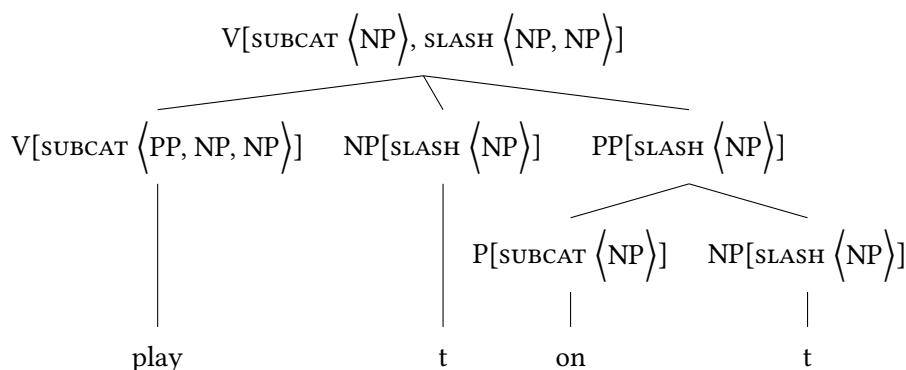 V[SUBCAT ⟨NP⟩, SLASH ⟨NP, NP⟩]
V[SUBCAT ⟨PP, NP, NP⟩] NP[SLASH ⟨NP⟩] PP[SLASH ⟨NP⟩]
P[SUBCAT ⟨NP⟩] NP[SLASH ⟨NP⟩]
play t on t